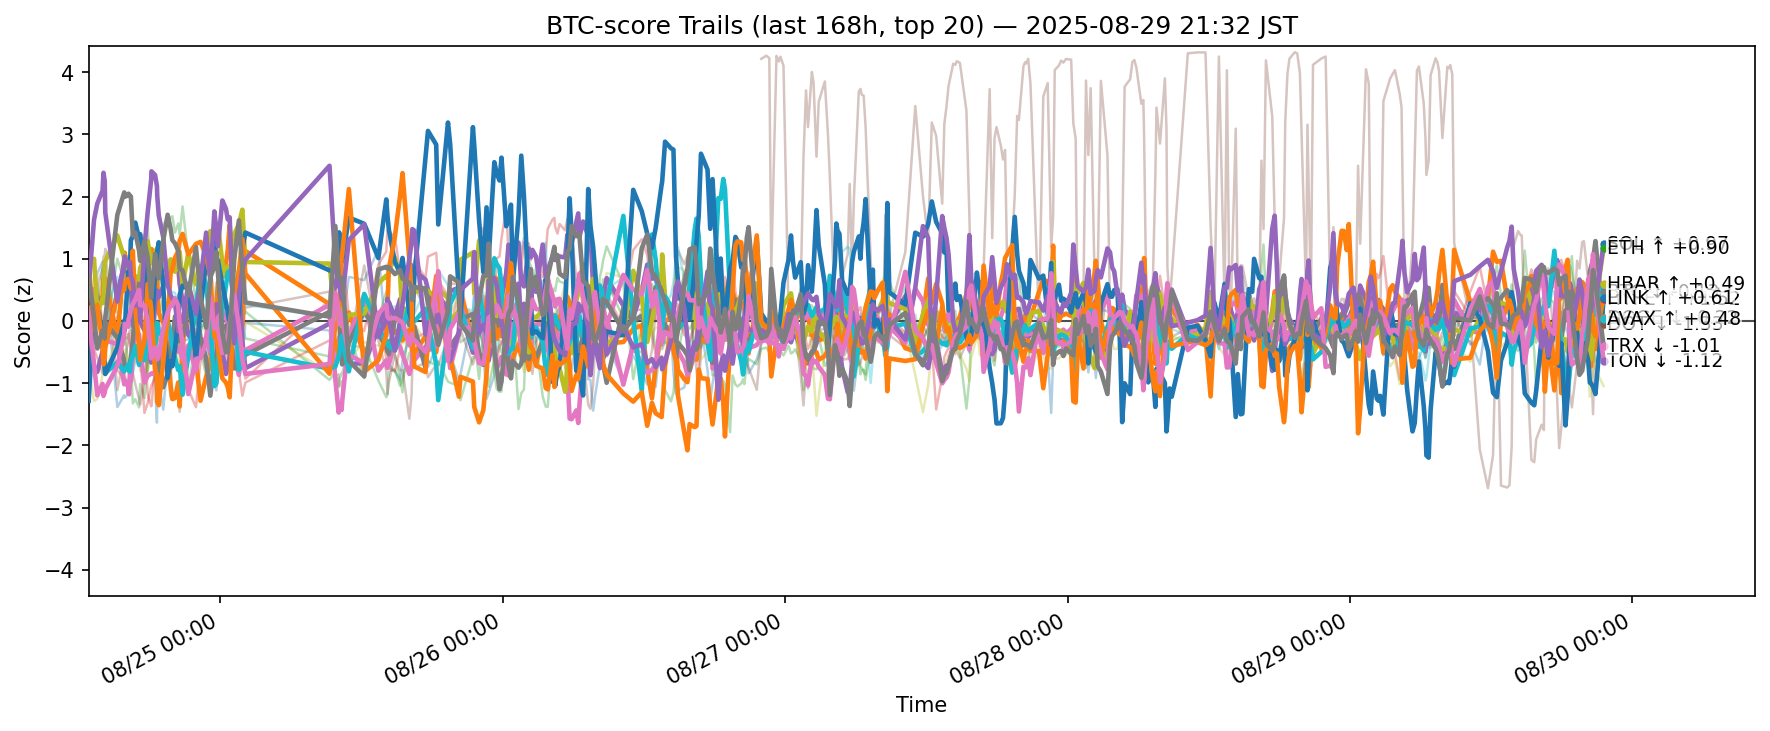 BTC-score Trails (last 168h, top 20) — 2025-08-29 21:32 JST
Score (z)
4
3
2
1
0
−1
−2
−3
−4
ETH ↑ +0.90
HBAR ↑ +0.49
LINK ↑ +0.61
AVAX ↑ +0.48
TRX ↓ -1.01
TON ↓ -1.12
08/25 00:00
08/26 00:00
08/27 00:00
08/28 00:00
08/29 00:00
08/30 00:00
Time